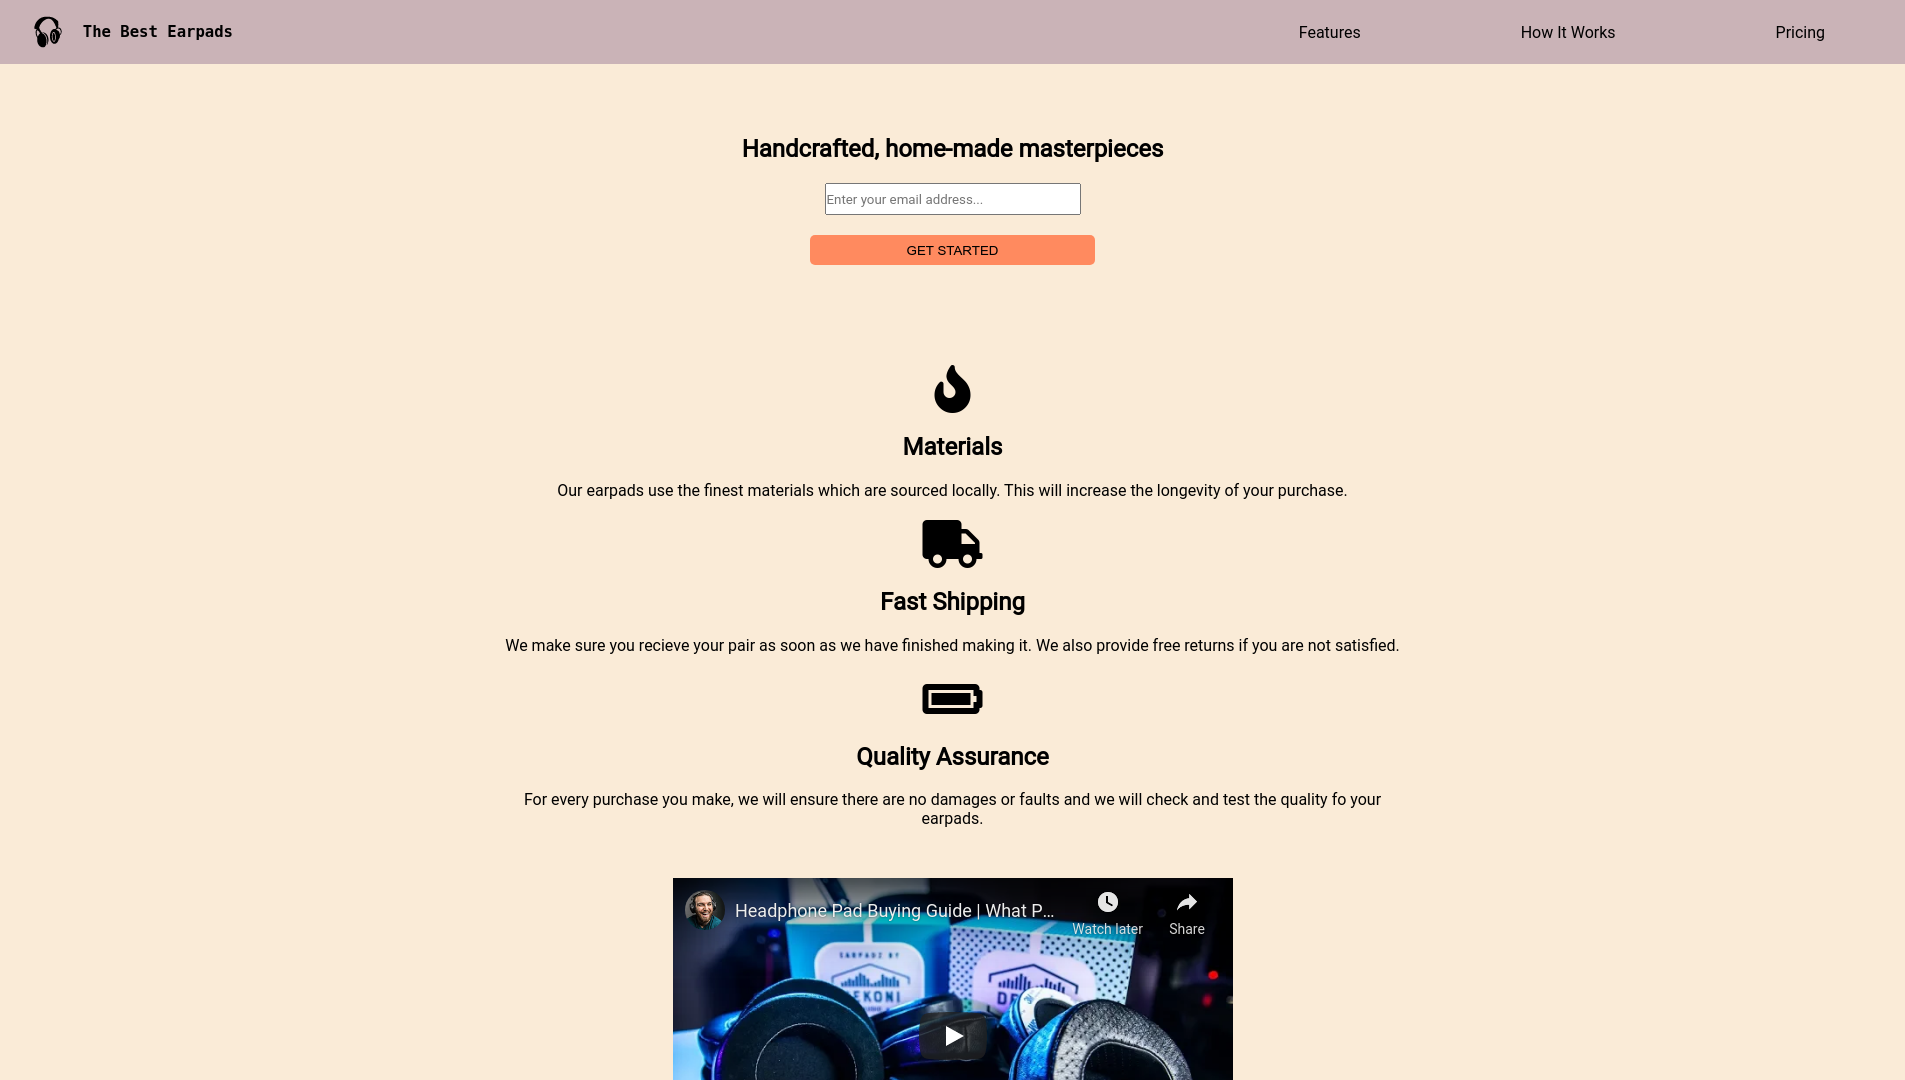 The Best Earpads
Features
How It Works
Pricing
Handcrafted, home-made masterpieces
Enter your email address...
GET STARTED
Materials
Our earpads use the finest materials which are sourced locally. This will increase the longevity of your purchase.
Fast Shipping
We make sure you recieve your pair as soon as we have finished making it. We also provide free returns if you are not satisfied.
Quality Assurance
For every purchase you make, we will ensure there are no damages or faults and we will check and test the quality fo your
earpads.
Headphone Pad Buying Guide | What P...
Watch later
Share
EARPADZ BY
DEKONI